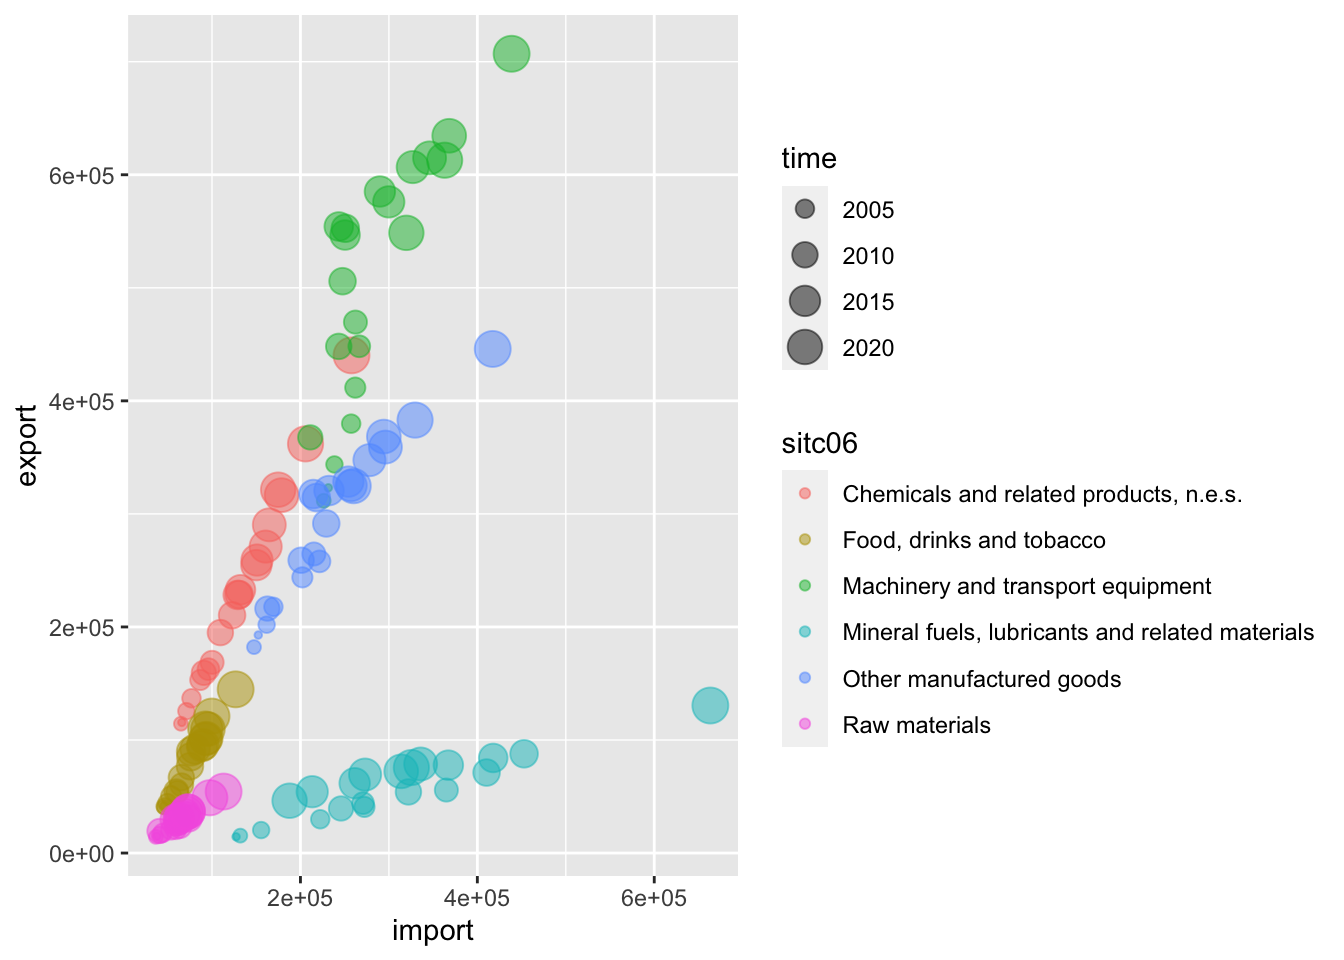 6e+05
4e+05
2e+05
0e+00
export
2e+05
4e+05
6e+05
import
time
2005
2010
2015
2020
sitc06
Chemicals and related products, n.e.s.
Food, drinks and tobacco
Machinery and transport equipment
Mineral fuels, lubricants and related materials
Other manufactured goods
Raw materials